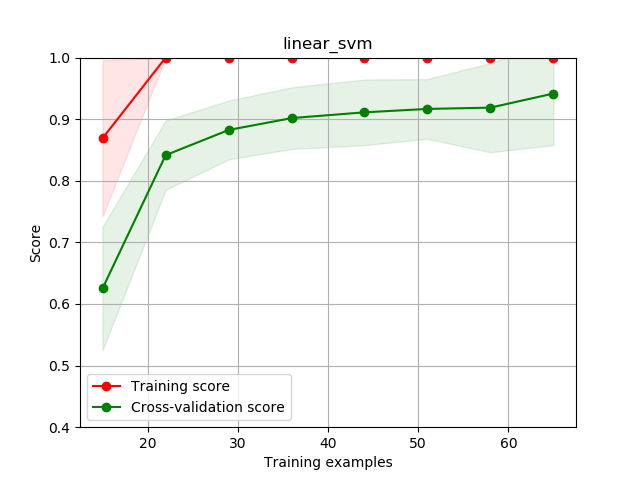 linear_svm
1.0
0.9
0.8
0.7
0.6
0.5
0.4
Score
Training score
Cross-validation score
20 30 40 50 60
Training examples